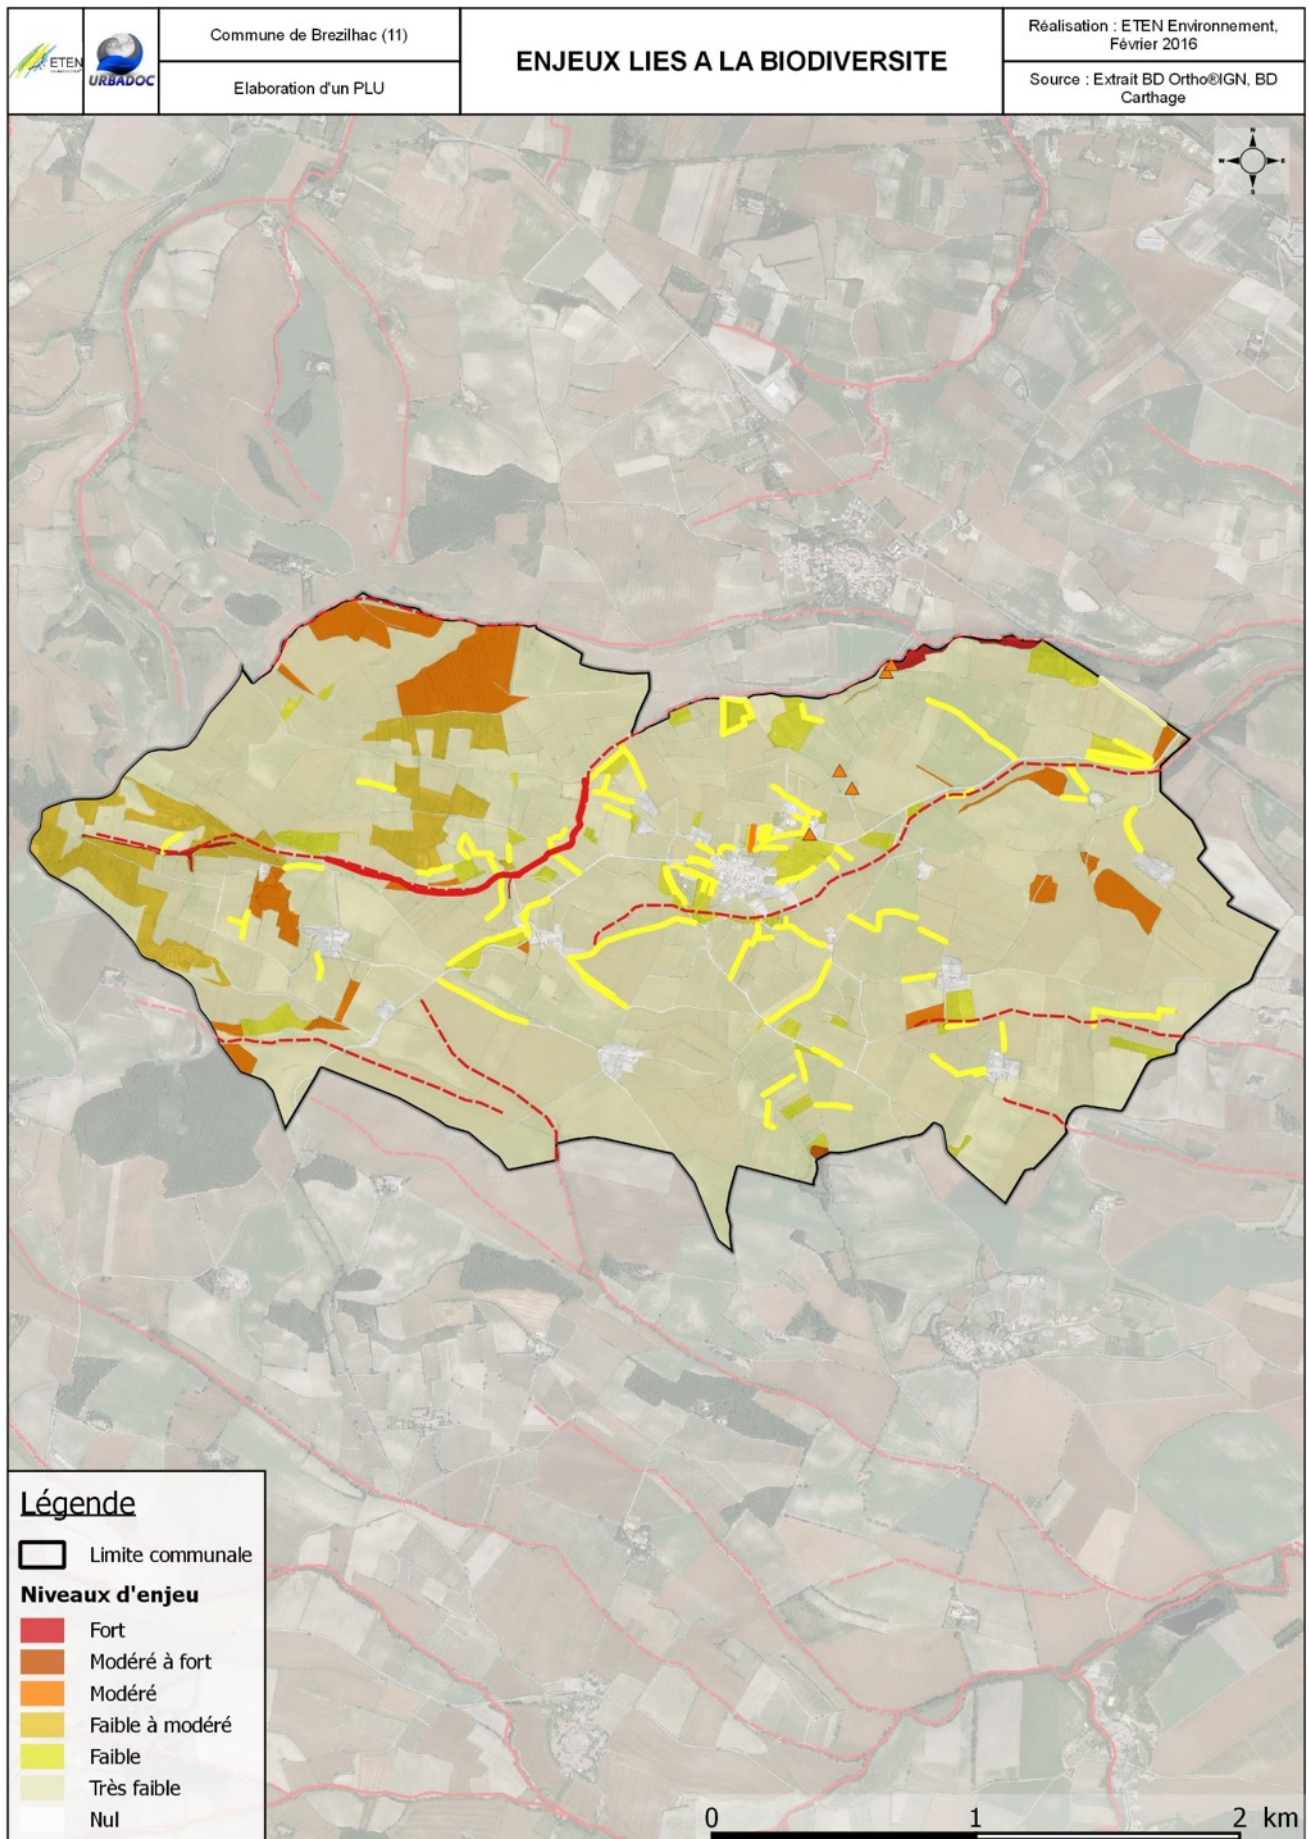 ETEN
URBADOC
Commune de Brezilhac (11)
Elaboration d'un PLU
ENJEUX LIES A LA BIODIVERSITE
Réalisation : ETEN Environnement,
Février 2016
Source : Extrait BD Ortho®IGN, BD
Carthage
N
W
E
S
Légende
Limite communale
Niveaux d'enjeu
Fort
Modéré à fort
Modéré
Faible à modéré
Faible
Très faible
Nul
0 1 2 km